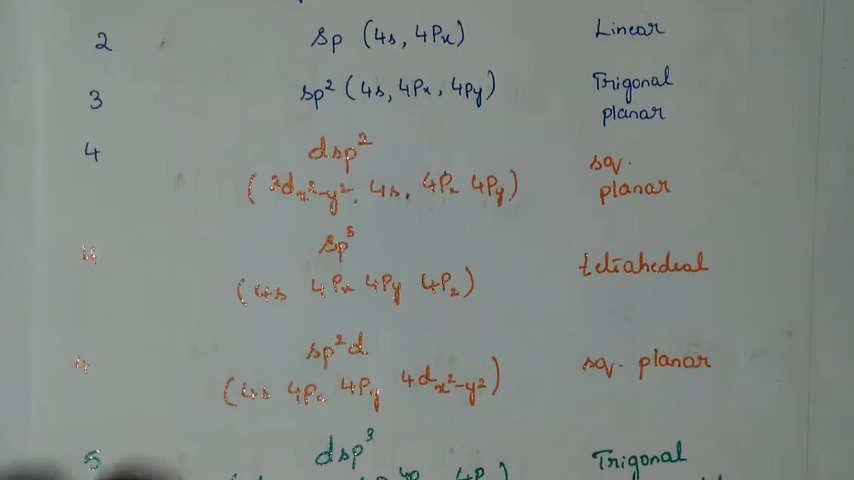 2 sp (4s, 4Px) Linear
3 sp² (4s, 4Px, 4py) Trigonal
planar
4 dsp² sq.
(3dx²-y², 4s, 4Px 4Py) planar
4 sp³ tetrahedral
(4s 4Px 4Py 4Pz)
4 sp²d sq. planar
(4s 4Px 4Py 4dx²-y²)
5 dsp³ Trigonal